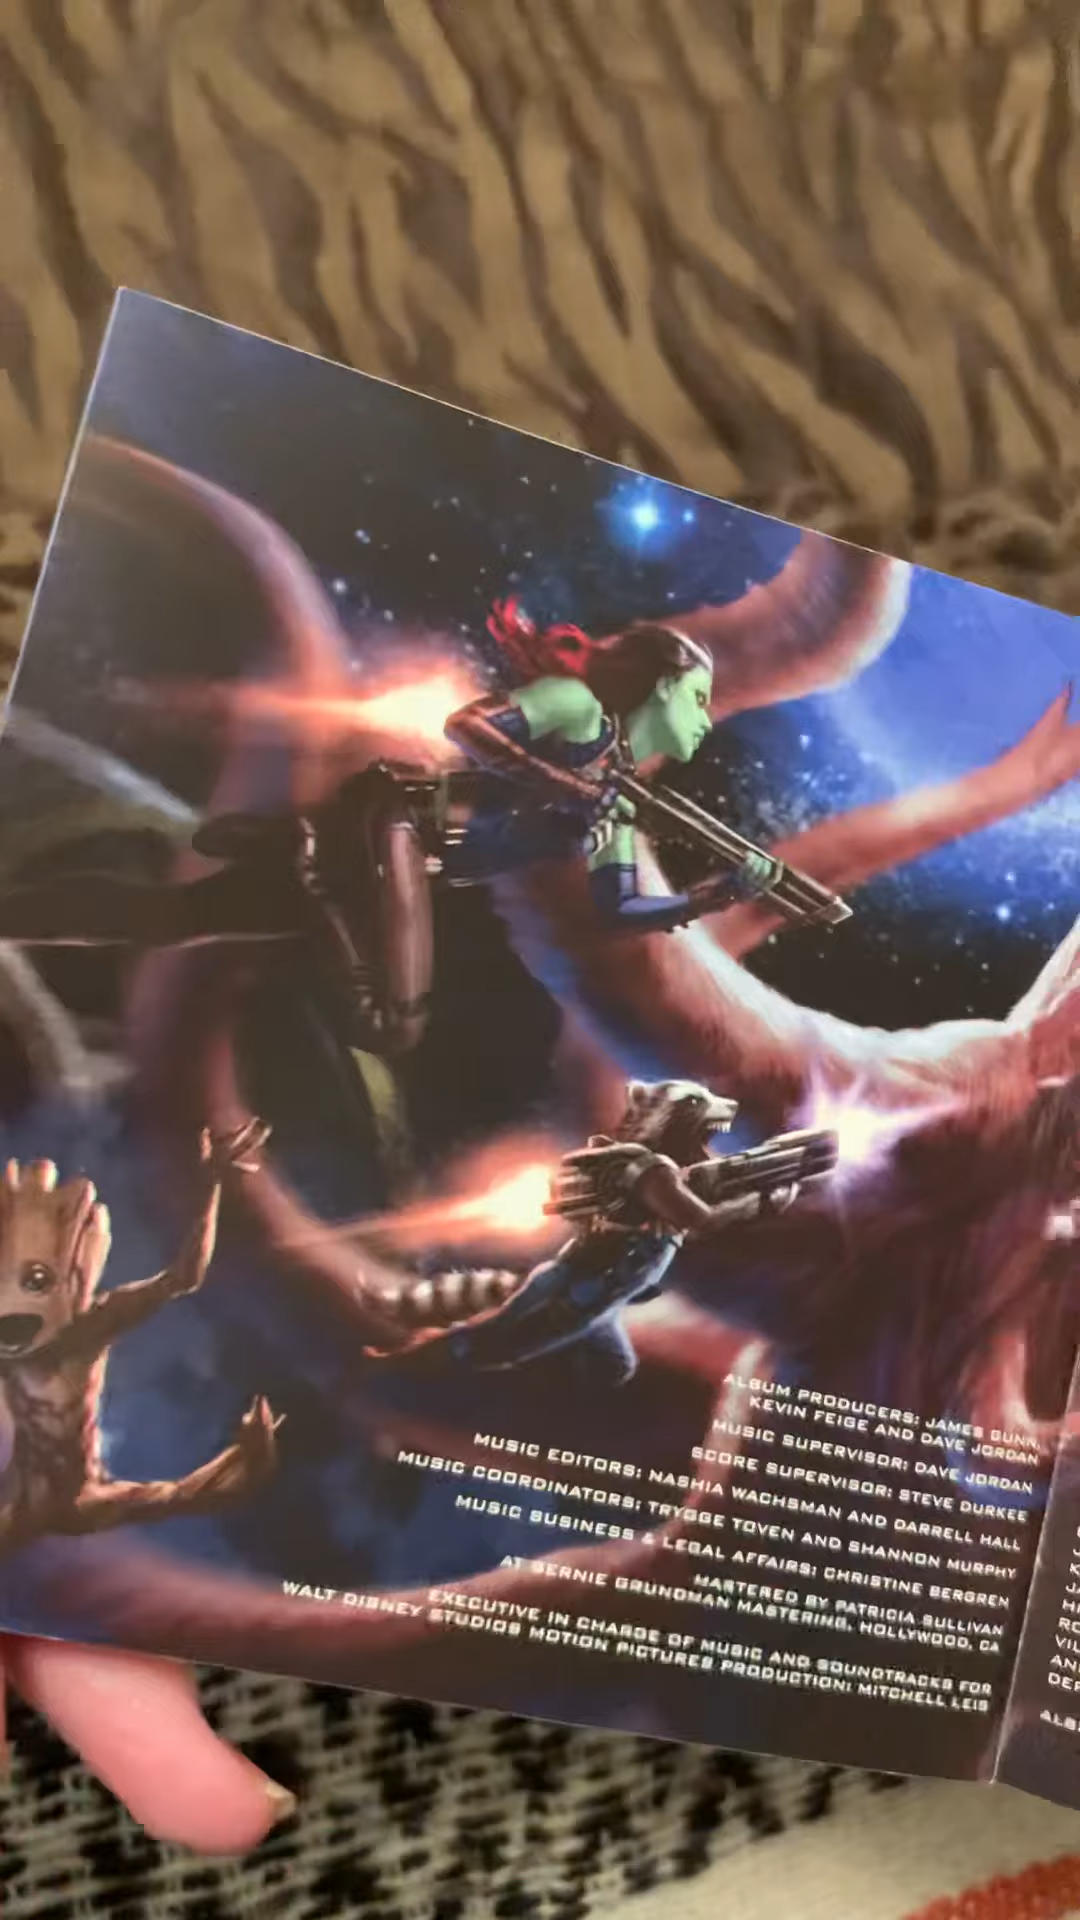 ALBUM PRODUCERS: JAMES GUNN,
KEVIN FEIGE AND DAVE JORDAN
MUSIC SUPERVISOR: DAVE JORDAN
SCORE SUPERVISOR: STEVE DURKEE
MUSIC EDITORS: NASHIA WACHSMAN AND DARRELL HALL
MUSIC COORDINATORS: TRYGGE TOVEN AND SHANNON MURPHY
MUSIC BUSINESS & LEGAL AFFAIRS: CHRISTINE BERGREN
MASTERED BY PATRICIA SULLIVAN
AT BERNIE GRUNDMAN MASTERING, HOLLYWOOD, CA
EXECUTIVE IN CHARGE OF MUSIC AND SOUNDTRACKS FOR
WALT DISNEY STUDIOS MOTION PICTURES PRODUCTION: MITCHELL LEIB